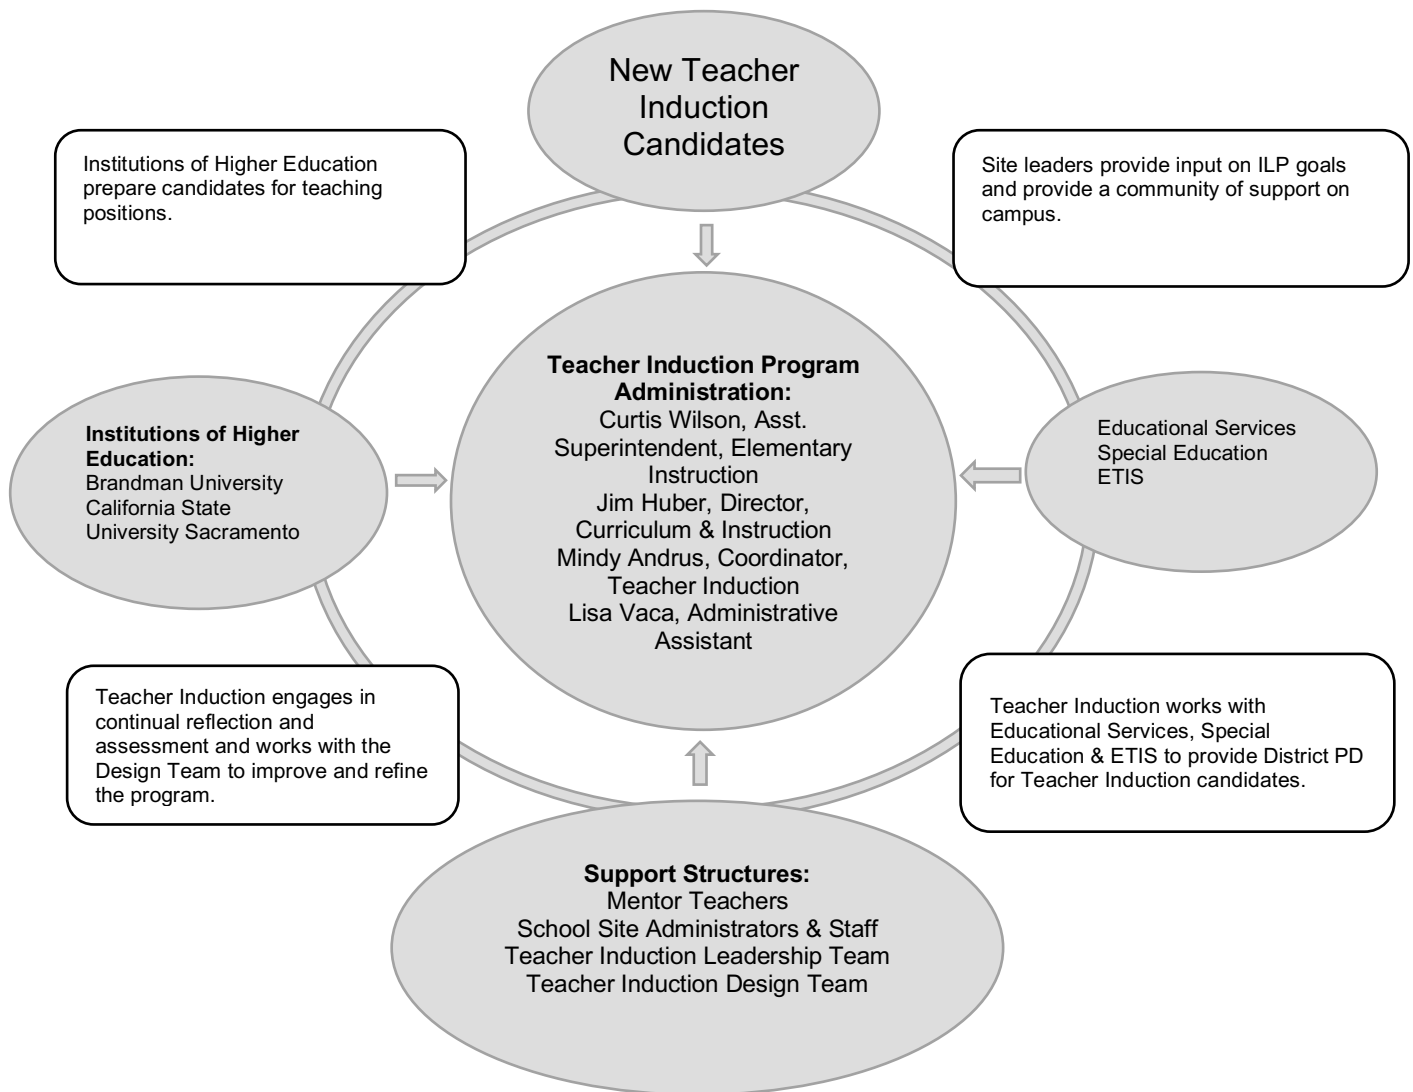 New Teacher
Induction
Candidates
Institutions of Higher Education
prepare candidates for teaching
positions.
Site leaders provide input on ILP goals
and provide a community of support on
campus.
Institutions of Higher
Education:
Brandman University
California State
University Sacramento
Teacher Induction Program
Administration:
Curtis Wilson, Asst.
Superintendent, Elementary
Instruction
Jim Huber, Director,
Curriculum & Instruction
Mindy Andrus, Coordinator,
Teacher Induction
Lisa Vaca, Administrative
Assistant
Educational Services
Special Education
ETIS
Teacher Induction engages in
continual reflection and
assessment and works with the
Design Team to improve and refine
the program.
Teacher Induction works with
Educational Services, Special
Education & ETIS to provide District PD
for Teacher Induction candidates.
Support Structures:
Mentor Teachers
School Site Administrators & Staff
Teacher Induction Leadership Team
Teacher Induction Design Team